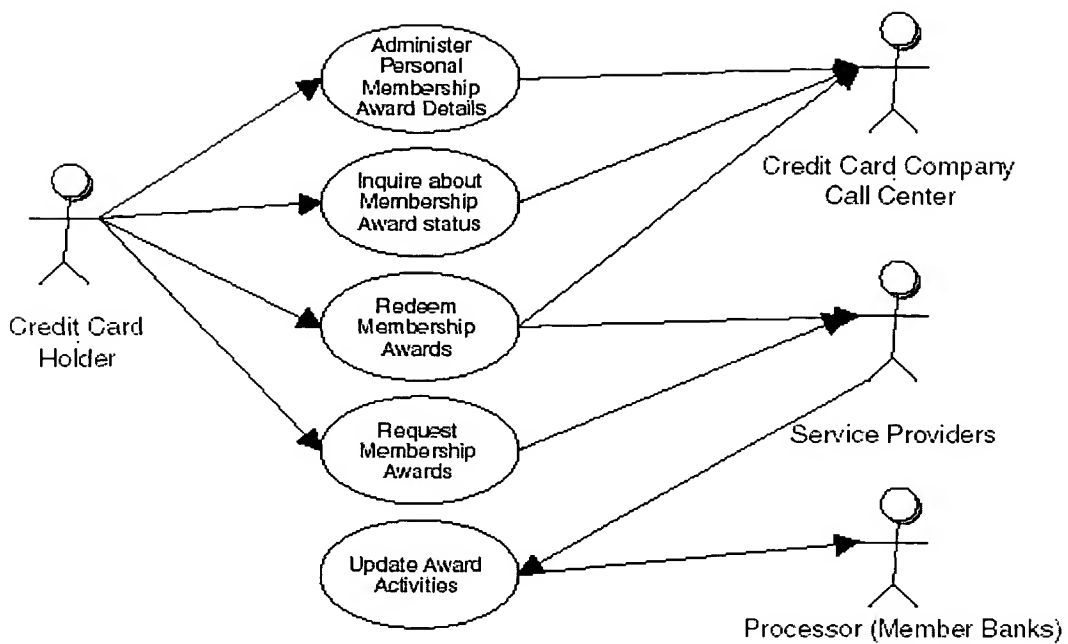 Administer
Personal
Membership
Award Details
Inquire about
Membership
Award status
Redeem
Membership
Awards
Request
Membership
Awards
Update Award
Activities
Credit Card
Holder
Credit Card Company
Call Center
Service Providers
Processor (Member Banks)